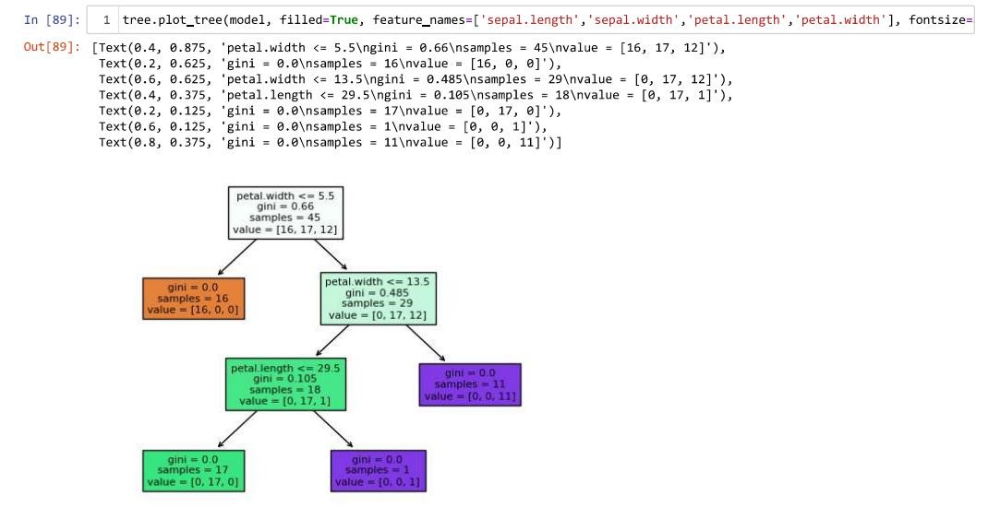 In [89]: 1 tree.plot_tree(model, filled=True, feature_names=['sepal.length','sepal.width','petal.length','petal.width'], fontsize=
Out[89]: [Text(0.4, 0.875, 'petal.width <= 5.5\ngini = 0.66\nsamples = 45\nvalue = [16, 17, 12]'),
Text(0.2, 0.625, 'gini = 0.0\nsamples = 16\nvalue = [16, 0, 0]'),
Text(0.6, 0.625, 'petal.width <= 13.5\ngini = 0.485\nsamples = 29\nvalue = [0, 17, 12]'),
Text(0.4, 0.375, 'petal.length <= 29.5\ngini = 0.105\nsamples = 18\nvalue = [0, 17, 1]'),
Text(0.2, 0.125, 'gini = 0.0\nsamples = 17\nvalue = [0, 17, 0]'),
Text(0.6, 0.125, 'gini = 0.0\nsamples = 1\nvalue = [0, 0, 1]'),
Text(0.8, 0.375, 'gini = 0.0\nsamples = 11\nvalue = [0, 0, 11]')]
petal.width <= 5.5
gini = 0.66
samples = 45
value = [16, 17, 12]
gini = 0.0
samples = 16
value = [16, 0, 0]
petal.width <= 13.5
gini = 0.485
samples = 29
value = [0, 17, 12]
petal.length <= 29.5
gini = 0.105
samples = 18
value = [0, 17, 1]
gini = 0.0
samples = 11
value = [0, 0, 11]
gini = 0.0
samples = 17
value = [0, 17, 0]
gini = 0.0
samples = 1
value = [0, 0, 1]